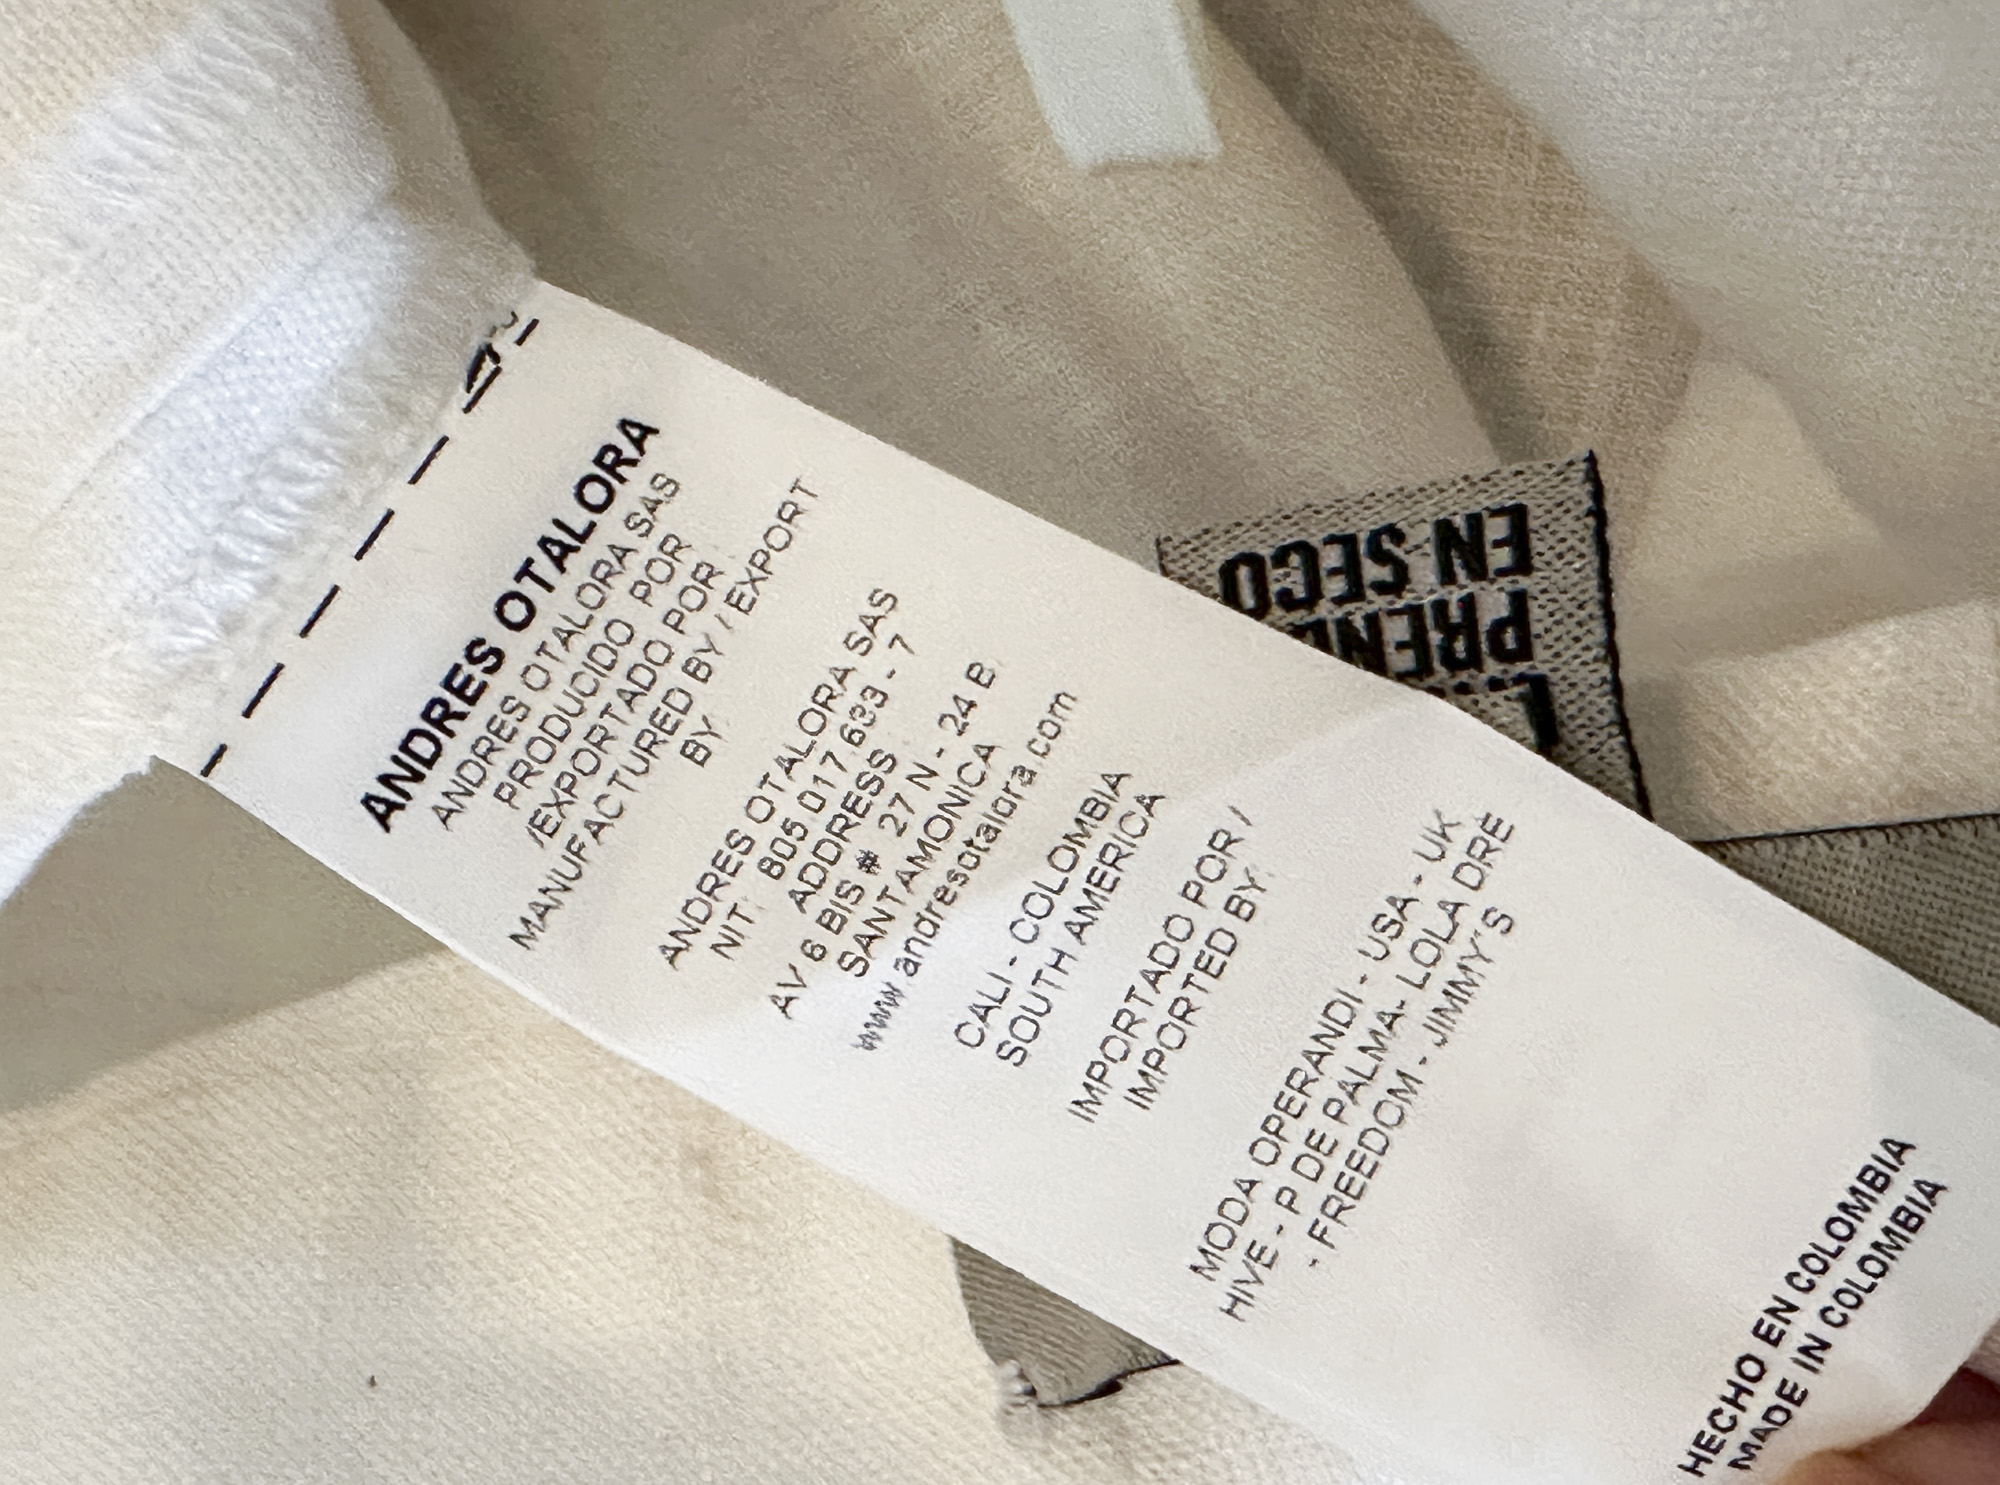 ANDRES OTALORA
ANDRES OTALORA SAS
PRODUCIDO POR
/EXPORTADO POR
MANUFACTURED BY / EXPORT
BY
ANDRES OTALORA SAS
NIT: 805 017 633 - 7
ADDRESS
AV 6 BIS # 27 N - 24 B.
SANTAMONICA
www.andresotalora.com
CALI - COLOMBIA
SOUTH AMERICA
IMPORTADO POR /
IMPORTED BY:
MODA OPERANDI - USA - UK
HIVE - P DE PALMA- LOLA DRÉ
- FREEDOM - JIMMY´S
HECHO EN COLOMBIA
MADE IN COLOMBIA
EN SECO